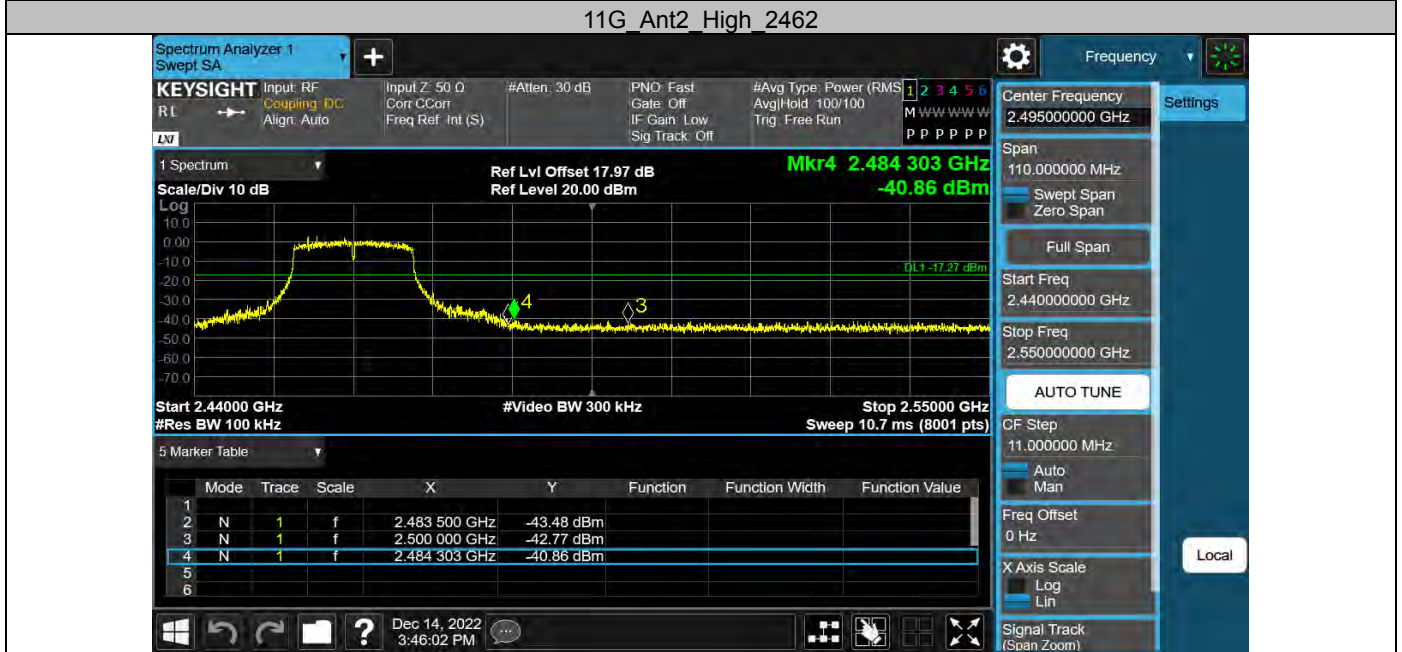 11G_Ant2_High_2462
Spectrum Analyzer 1
Swept SA
+
Frequency
KEYSIGHT
RL
LXI
Input: RF
Coupling: DC
Align: Auto
Input Z: 50 Ω
Corr CCorr
Freq Ref: Int (S)
#Atten: 30 dB
PNO: Fast
Gate: Off
IF Gain: Low
Sig Track: Off
#Avg Type: Power (RMS
Avg|Hold: 100/100
Trig: Free Run
1 2 3 4 5 6
M W W W W W
P P P P P P
Center Frequency
2.495000000 GHz
Settings
1 Spectrum
Scale/Div 10 dB
Ref Lvl Offset 17.97 dB
Ref Level 20.00 dBm
Mkr4 2.484 303 GHz
-40.86 dBm
Span
110.000000 MHz
Swept Span
Zero Span
Full Span
Start Freq
2.440000000 GHz
Stop Freq
2.550000000 GHz
AUTO TUNE
CF Step
11.000000 MHz
Auto
Man
Freq Offset
0 Hz
X Axis Scale
Log
Lin
Signal Track
(Span Zoom)
Local
Log
10.0
0.00
-10.0
-20.0
-30.0
-40.0
-50.0
-60.0
-70.0
DL1 -17.27 dBm
4
3
Start 2.44000 GHz
#Video BW 300 kHz
Stop 2.55000 GHz
#Res BW 100 kHz
Sweep 10.7 ms (8001 pts)
5 Marker Table
Mode Trace Scale X Y Function Function Width Function Value
1
2 N 1 f 2.483 500 GHz -43.48 dBm
3 N 1 f 2.500 000 GHz -42.77 dBm
4 N 1 f 2.484 303 GHz -40.86 dBm
5
6
?
Dec 14, 2022
3:46:02 PM